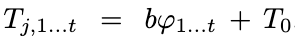 T_{j,1...t} = bφ_{1...t} + T_0.